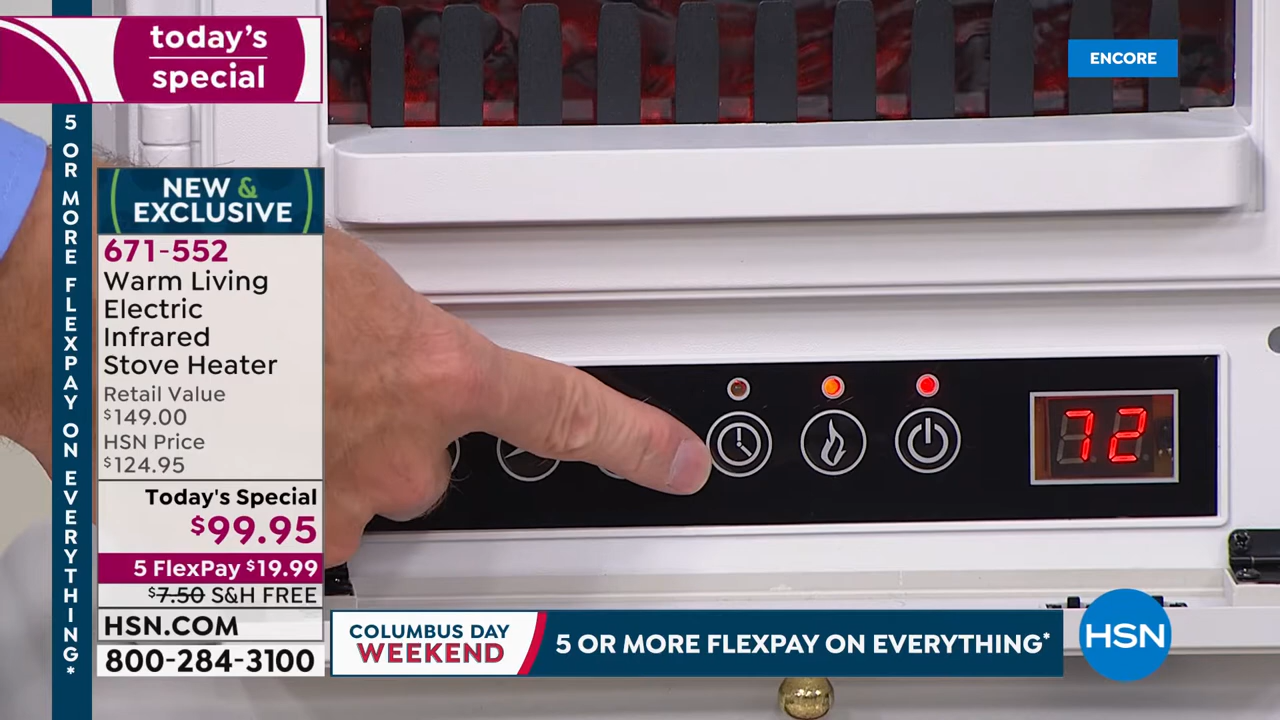 today's
special
ENCORE
5 OR MORE FLEXPAY ON EVERYTHING*
NEW &
EXCLUSIVE
671-552
Warm Living
Electric
Infrared
Stove Heater
Retail Value
$149.00
HSN Price
$124.95
Today's Special
$99.95
5 FlexPay $19.99
$7.50 S&H FREE
HSN.COM
800-284-3100
72
COLUMBUS DAY
WEEKEND
5 OR MORE FLEXPAY ON EVERYTHING*
HSN